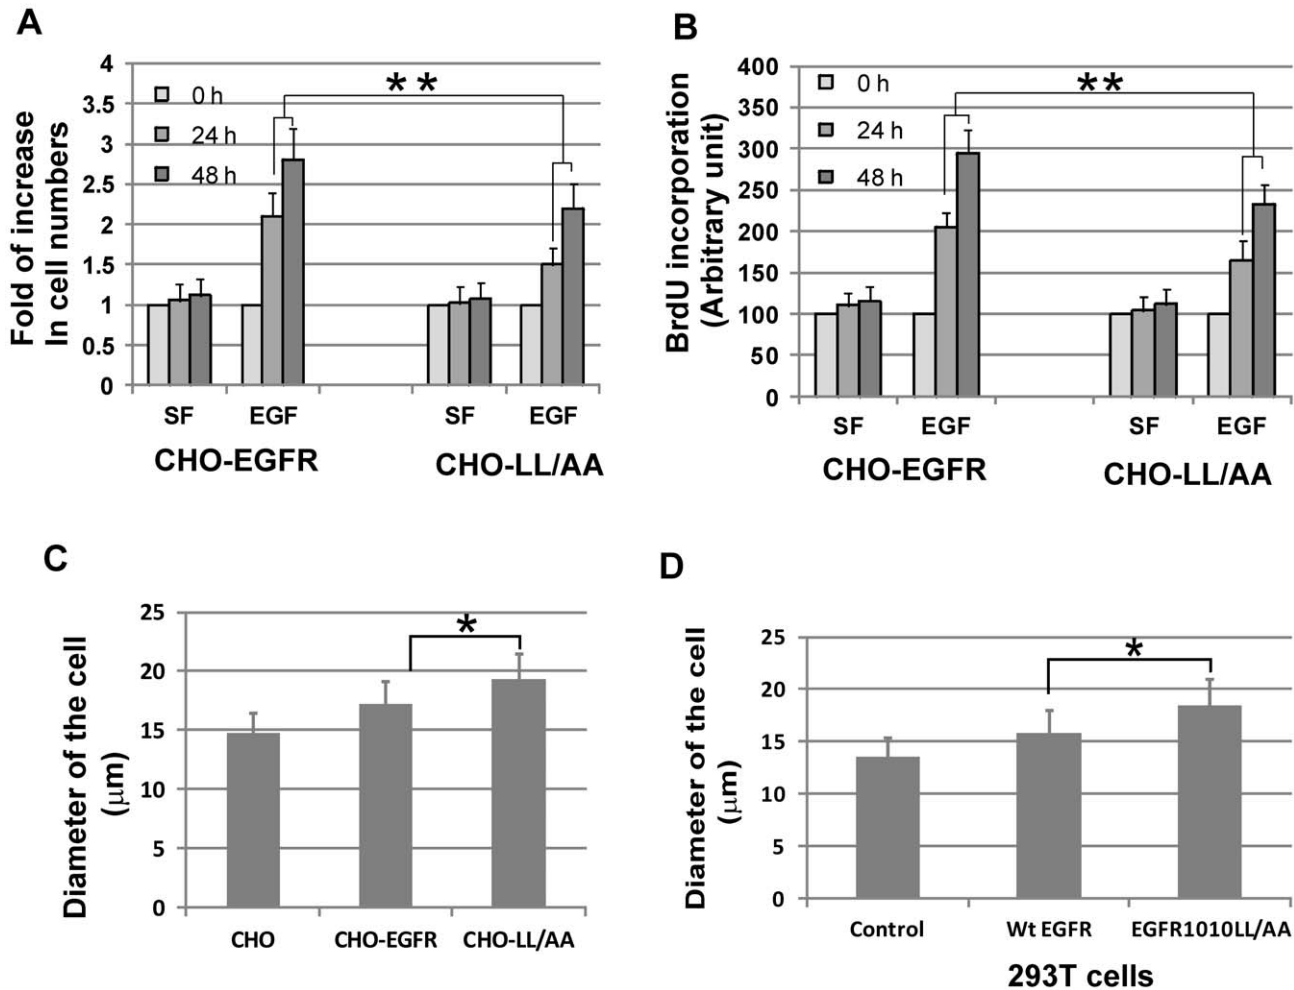 A
Fold of increase
In cell numbers
4
3.5
3
2.5
2
1.5
1
0.5
0
0 h
24 h
48 h
**
SF
EGF
SF
EGF
CHO-EGFR
CHO-LL/AA
B
BrdU incorporation
(Arbitrary unit)
400
350
300
250
200
150
100
50
0
0 h
24 h
48 h
**
SF
EGF
SF
EGF
CHO-EGFR
CHO-LL/AA
C
Diameter of the cell
(μm)
25
20
15
10
5
0
*
CHO
CHO-EGFR
CHO-LL/AA
D
Diameter of the cell
(μm)
25
20
15
10
5
0
*
Control
Wt EGFR
EGFR1010LL/AA
293T cells